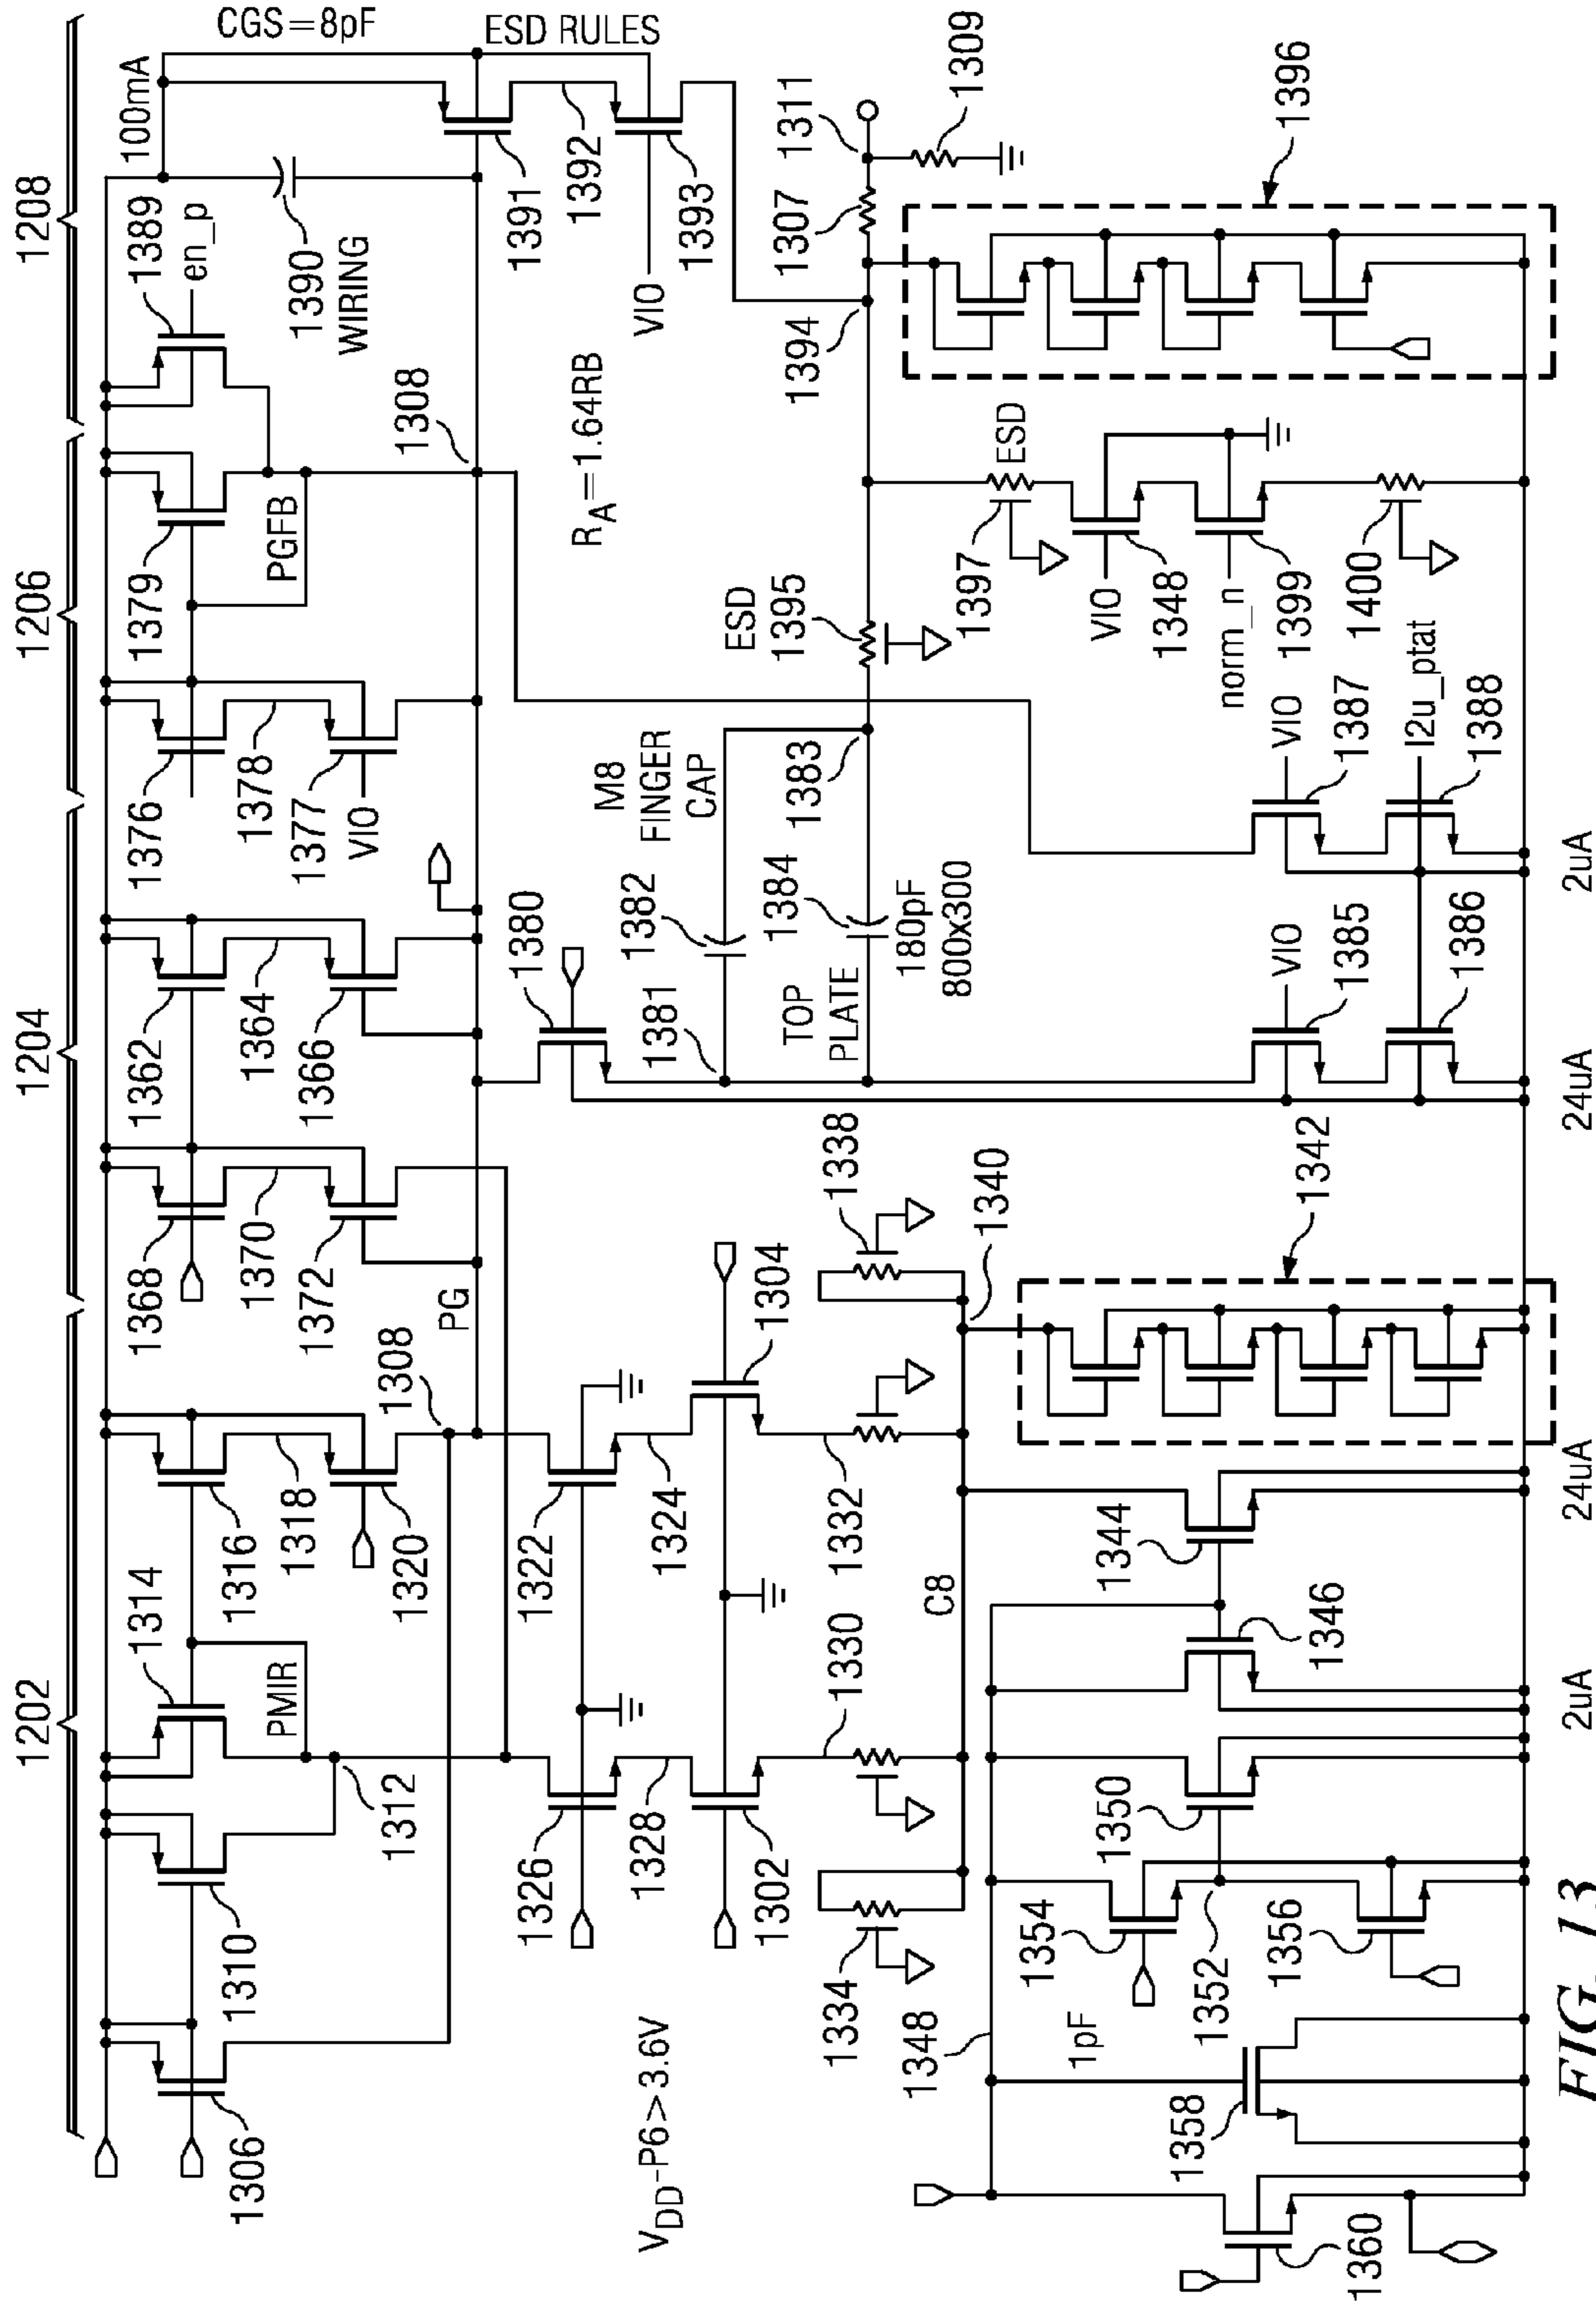 1202
1204
1206
1208
1306
1310
1312
1314
PMIR
1316
1318
1320
1308
PG
1368
1370
1372
1362
1364
1366
1376
1378
1377
VIO
1379
PGFB
1308
1389
en_p
1390
WIRING
100mA
CGS=8pF
ESD RULES
1391
1392
1393
VIO
RA=1.64RB
VDD-P6>3.6V
1326
1328
1302
1322
1324
1304
1330
1332
1334
1338
1340
C8
1380
1381
1382
M8
FINGER
CAP
1383
1384
TOP
PLATE
180pF
800x300
ESD
1395
1394
1307
1311
1309
1396
1397
ESD
VIO
1348
norm_n
1399
1400
1348
1pF
1358
1360
1354
1352
1356
1350
1346
1344
1342
VIO
1385
1386
VIO
1387
I2u_ptat
1388
2uA
24uA
24uA
2uA
FIG. 13